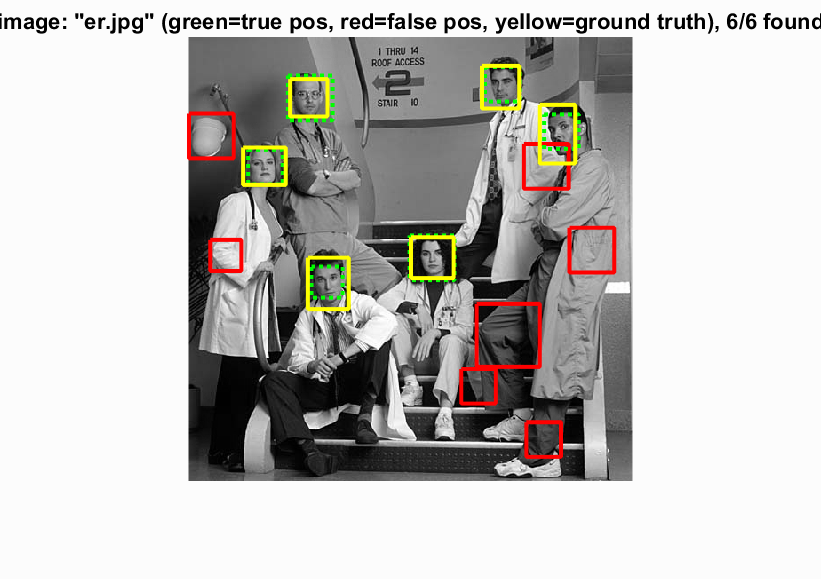 image: "er.jpg" (green=true pos, red=false pos, yellow=ground truth), 6/6 found
1 THRU 14
ROOF ACCESS
2
STAIR 10